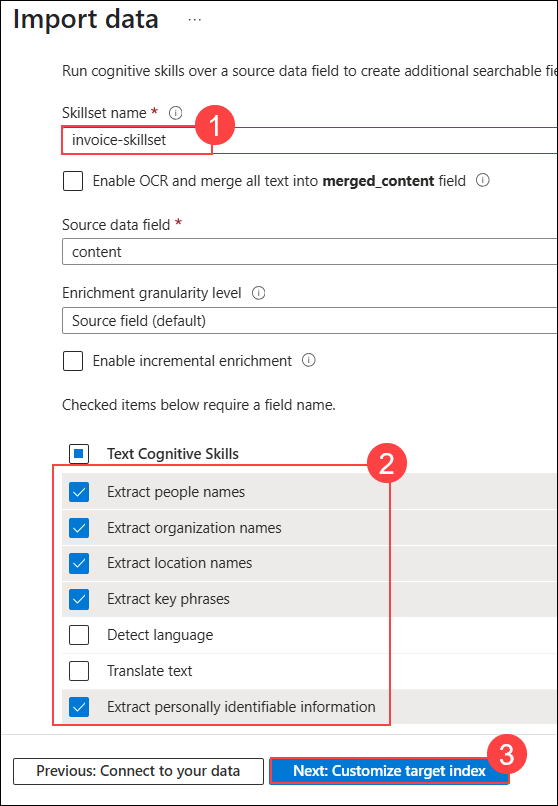 Import data ...
Run cognitive skills over a source data field to create additional searchable
Skillset name *
1
invoice-skillset
Enable OCR and merge all text into merged_content field
Source data field *
content
Enrichment granularity level
Source field (default)
Enable incremental enrichment
Checked items below require a field name.
Text Cognitive Skills
2
Extract people names
Extract organization names
Extract location names
Extract key phrases
Detect language
Translate text
Extract personally identifiable information
3
Previous: Connect to your data
Next: Customize target index